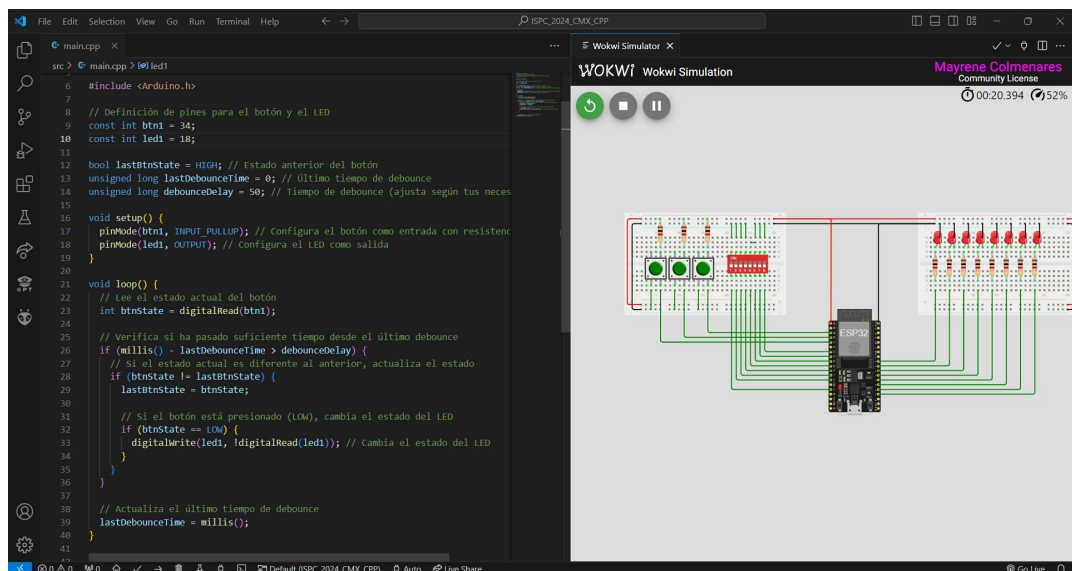 File Edit Selection View Go Run Terminal Help
ISPC_2024_CMX_CPP
main.cpp
src > main.cpp > led1
6 #include <Arduino.h>
7
8 // Definición de pines para el botón y el LED
9 const int btn1 = 34;
10 const int led1 = 18;
11
12 bool lastBtnState = HIGH; // Estado anterior del botón
13 unsigned long lastDebounceTime = 0; // Último tiempo de debounce
14 unsigned long debounceDelay = 50; // Tiempo de debounce (ajusta según tus neces
15
16 void setup() {
17 pinMode(btn1, INPUT_PULLUP); // Configura el botón como entrada con resistenc
18 pinMode(led1, OUTPUT); // Configura el LED como salida
19 }
20
21 void loop() {
22 // Lee el estado actual del botón
23 int btnState = digitalRead(btn1);
24
25 // Verifica si ha pasado suficiente tiempo desde el último debounce
26 if (millis() - lastDebounceTime > debounceDelay) {
27 // Si el estado actual es diferente al anterior, actualiza el estado
28 if (btnState != lastBtnState) {
29 lastBtnState = btnState;
30
31 // Si el botón está presionado (LOW), cambia el estado del LED
32 if (btnState == LOW) {
33 digitalWrite(led1, !digitalRead(led1)); // Cambia el estado del LED
34 }
35 }
36 }
37
38 // Actualiza el último tiempo de debounce
39 lastDebounceTime = millis();
40 }
41
Wokwi Simulator
WOKWi Wokwi Simulation
Mayrene Colmenares
Community License
00:20.394 52%
ESP32
GPT
0 0 0 Default (ISPC_2024_CMX_CPP) Auto Live Share
Go Live